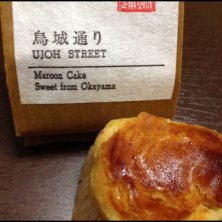 烏城通り
UJOH STREET
Maroon Cake
Sweet from Okayama